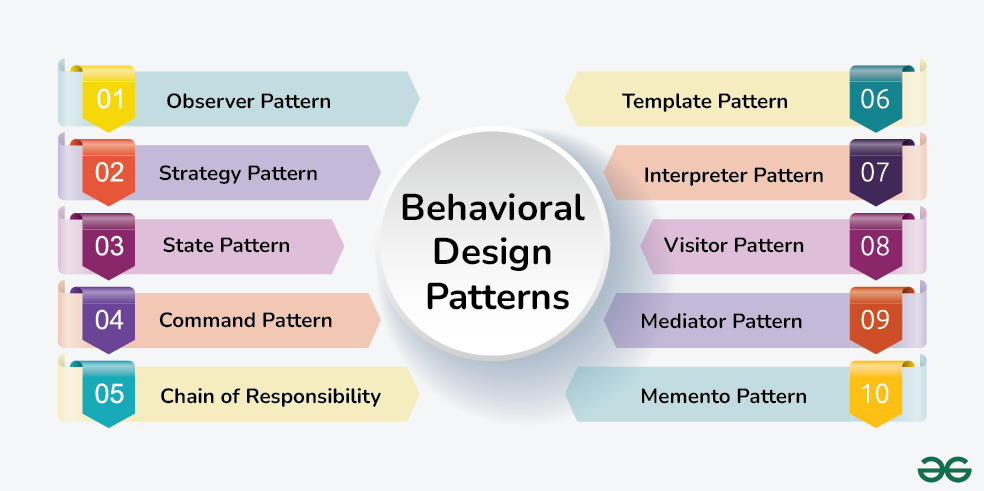 01
Observer Pattern
02
Strategy Pattern
03
State Pattern
04
Command Pattern
05
Chain of Responsibility
Behavioral
Design
Patterns
Template Pattern
06
Interpreter Pattern
07
Visitor Pattern
08
Mediator Pattern
09
Memento Pattern
10